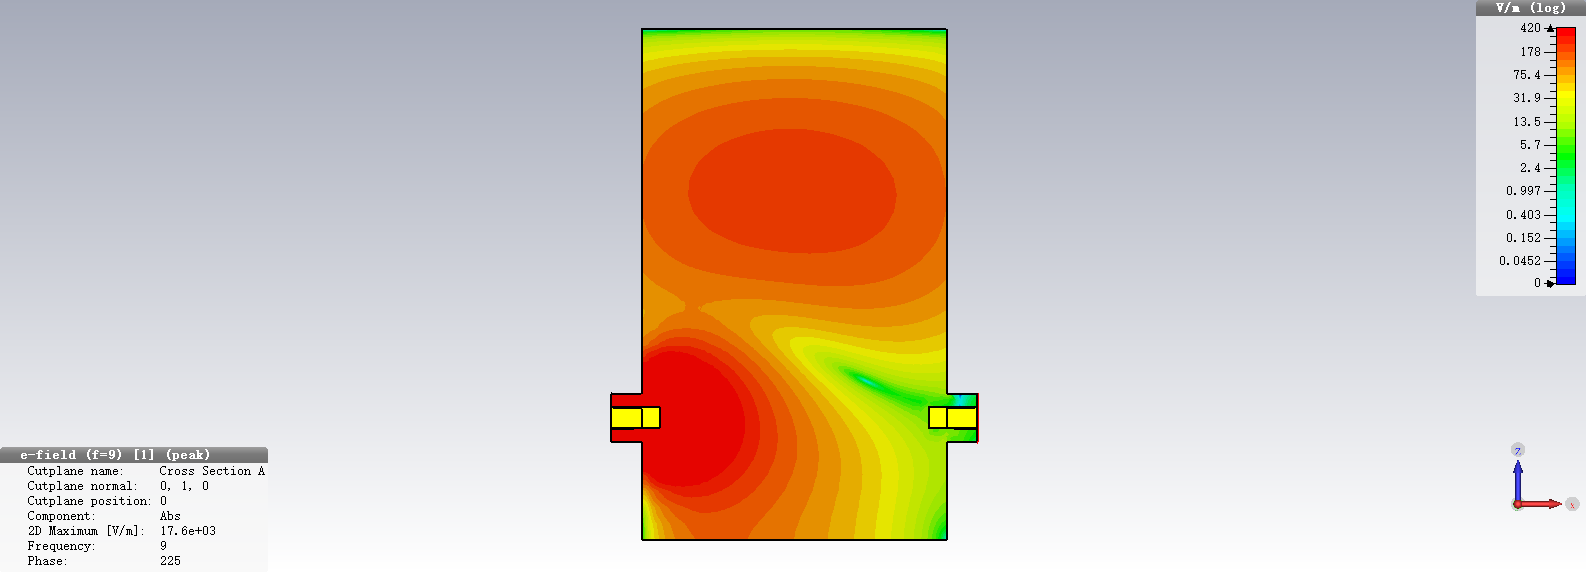 V/m (log)
420
178
75.4
31.9
13.5
5.7
2.4
0.997
0.403
0.152
0.0452
0
e-field (f=9) [1] (peak)
Cutplane name: Cross Section A
Cutplane normal: 0, 1, 0
Cutplane position: 0
Component: Abs
2D Maximum [V/m]: 17.6e+03
Frequency: 9
Phase: 225
z
x